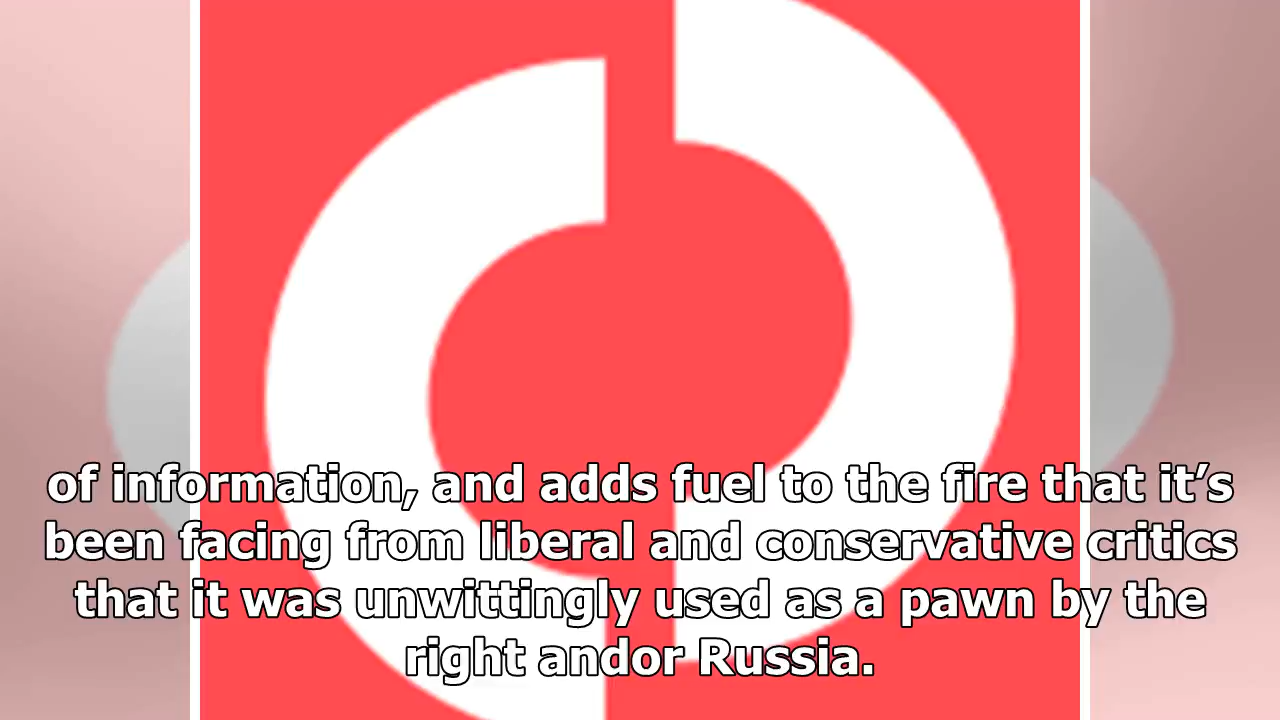 of information, and adds fuel to the fire that it’s
been facing from liberal and conservative critics
that it was unwittingly used as a pawn by the
right andor Russia.